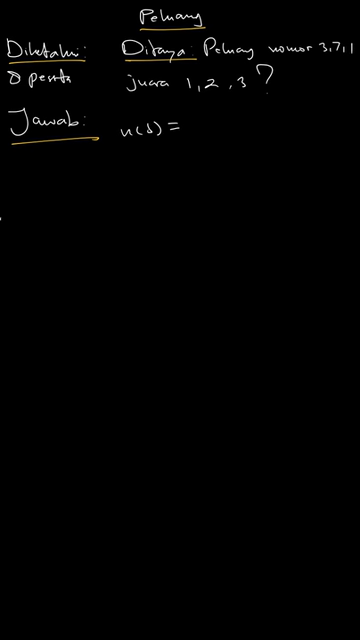 Peluang
Diketahui: Ditanya: Peluang nomor 3,7,1
8 peserta juara 1, 2, 3 ?
Jawab: n(S) =